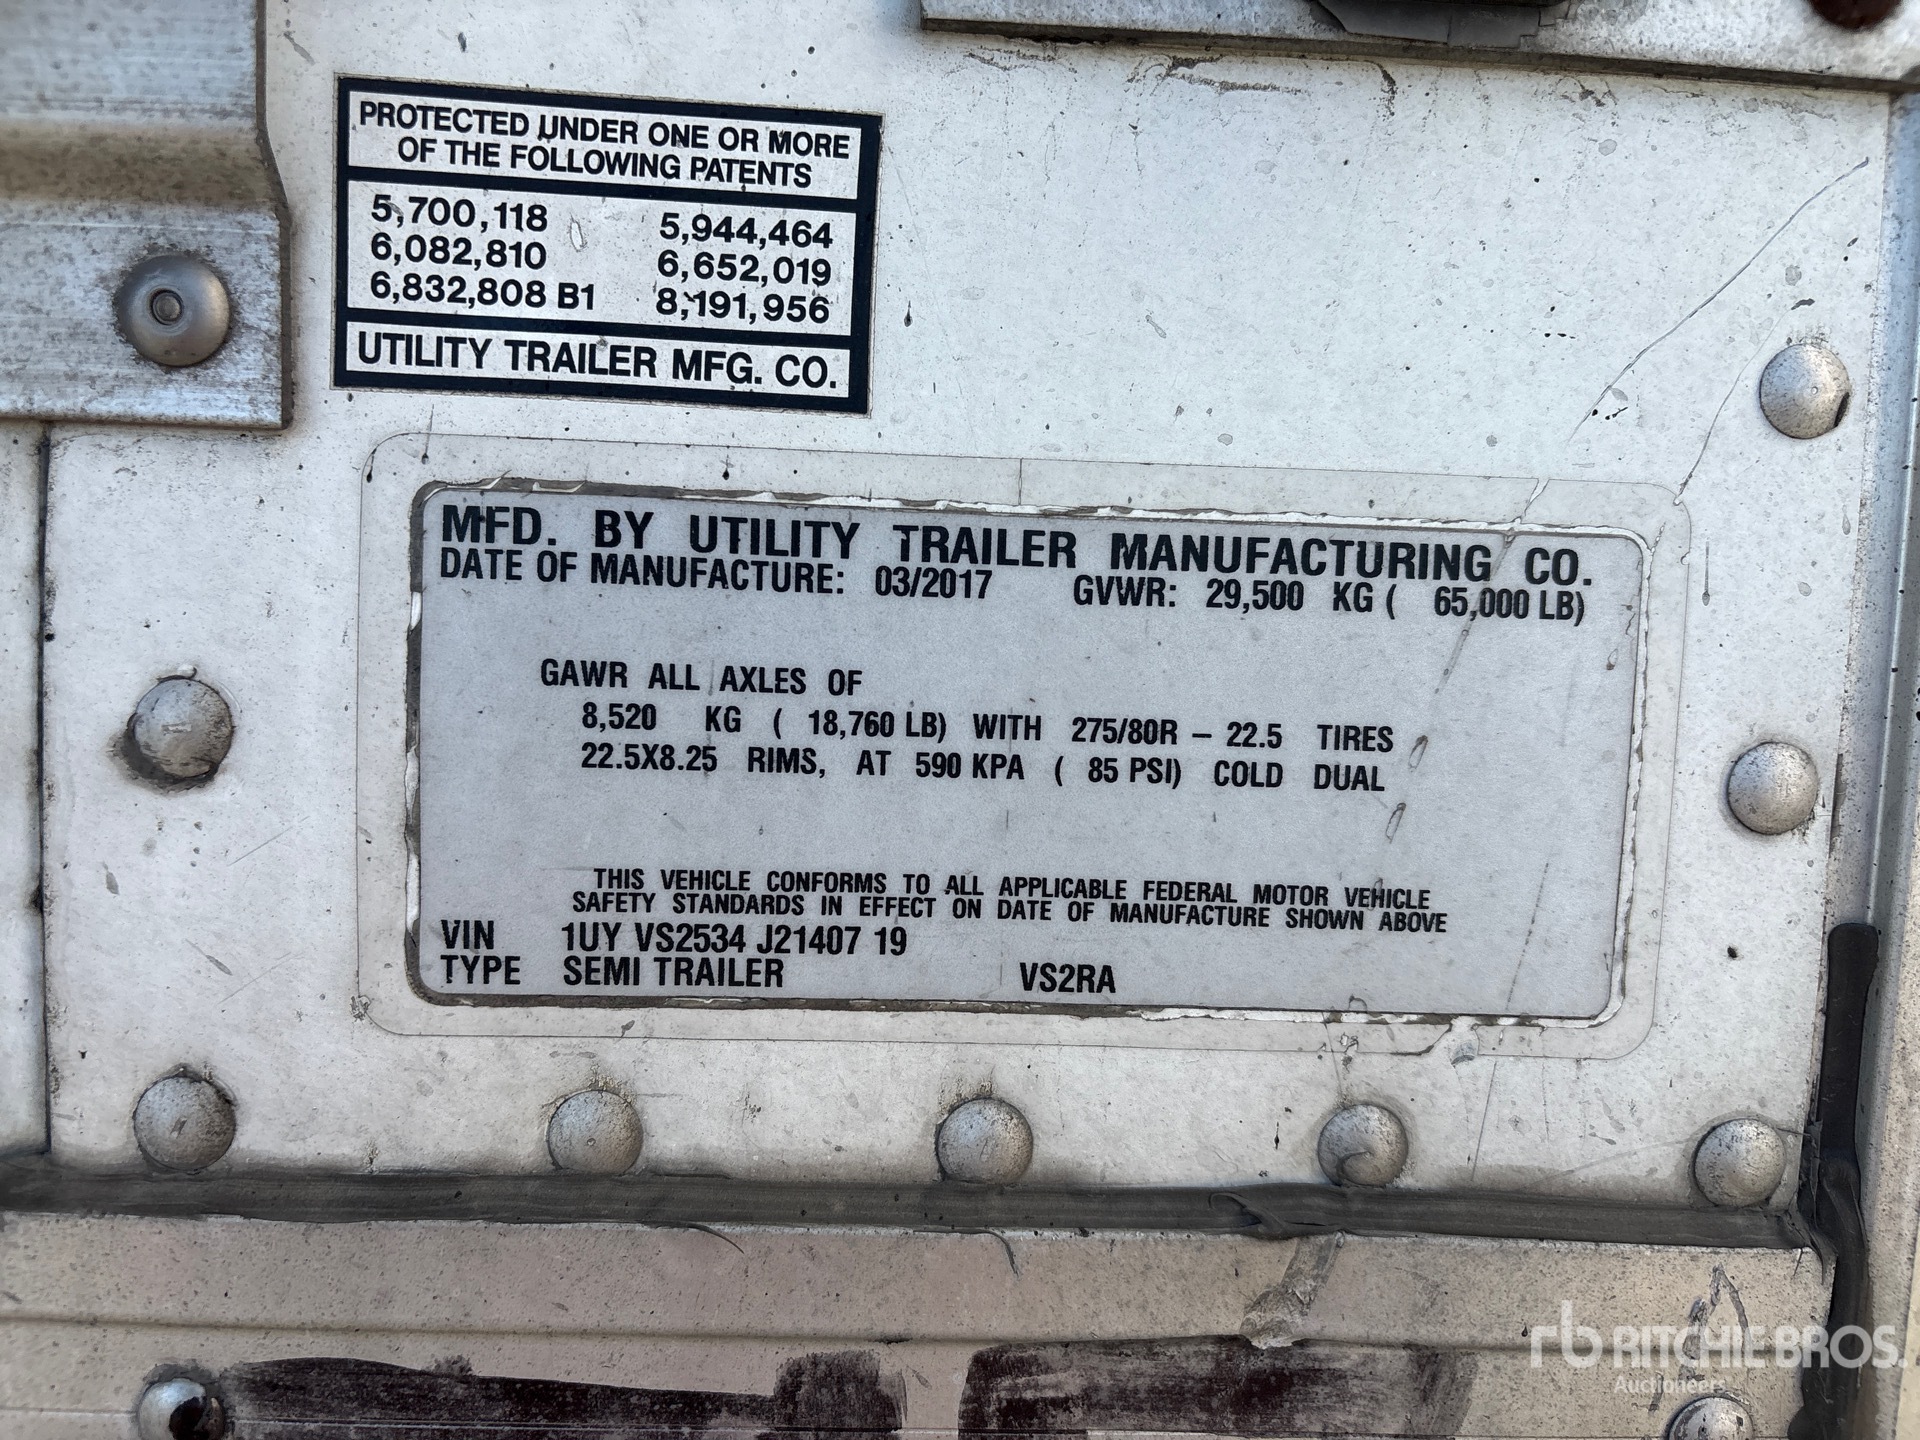 PROTECTED UNDER ONE OR MORE
OF THE FOLLOWING PATENTS
5,700,118 5,944,464
6,082,810 6,652,019
6,832,808 B1 8,191,956
UTILITY TRAILER MFG. CO.
MFD. BY UTILITY TRAILER MANUFACTURING CO.
DATE OF MANUFACTURE: 03/2017 GVWR: 29,500 KG ( 65,000 LB)
GAWR ALL AXLES OF
8,520 KG ( 18,760 LB) WITH 275/80R – 22.5 TIRES
22.5X8.25 RIMS, AT 590 KPA ( 85 PSI) COLD DUAL
THIS VEHICLE CONFORMS TO ALL APPLICABLE FEDERAL MOTOR VEHICLE
SAFETY STANDARDS IN EFFECT ON DATE OF MANUFACTURE SHOWN ABOVE
VIN 1UY VS2534 J21407 19
TYPE SEMI TRAILER VS2RA
rb RITCHIE BROS.
Auctioneers